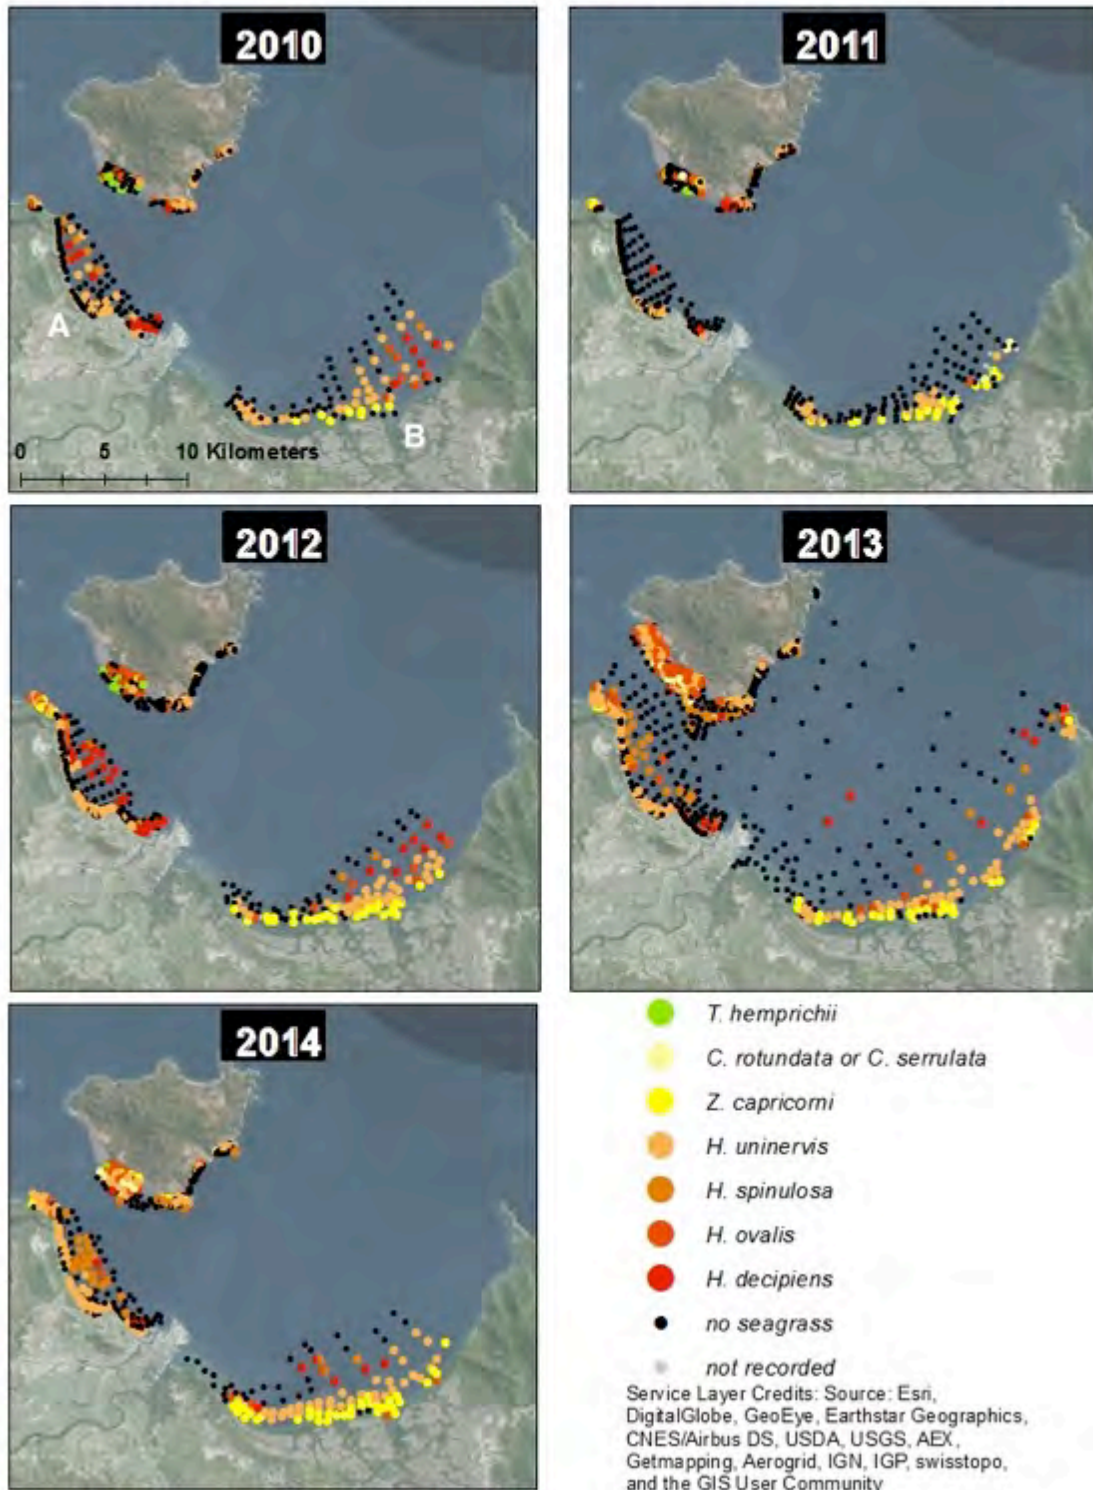 2010
2011
A
B
0 5 10 Kilometers
2012
2013
2014
T. hemprichii
C. rotundata or C. serrulata
Z. capricorni
H. uninervis
H. spinulosa
H. ovalis
H. decipiens
no seagrass
not recorded
Service Layer Credits: Source: Esri,
DigitalGlobe, GeoEye, Earthstar Geographics,
CNES/Airbus DS, USDA, USGS, AEX,
Getmapping, Aerogrid, IGN, IGP, swisstopo,
and the GIS User Community